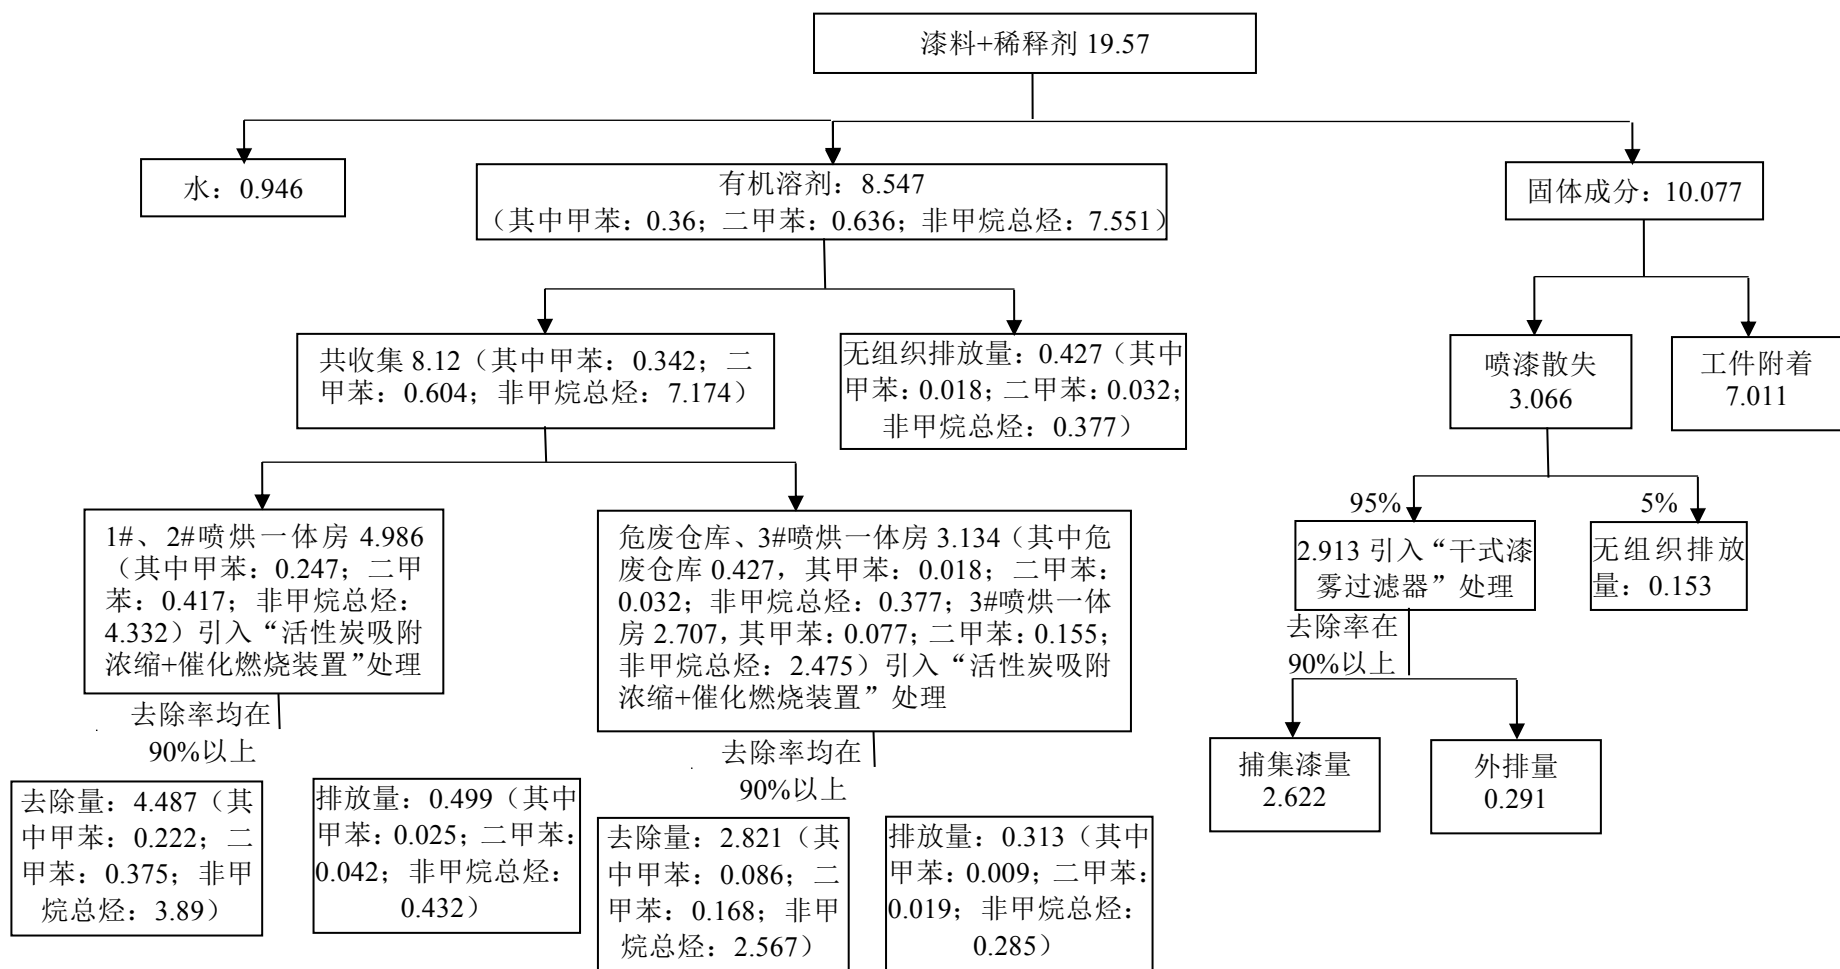 漆料+稀释剂 19.57
水：0.946
有机溶剂：8.547
（其中甲苯：0.36；二甲苯：0.636；非甲烷总烃：7.551）
固体成分：10.077
共收集 8.12（其中甲苯：0.342；二
甲苯：0.604；非甲烷总烃：7.174）
无组织排放量：0.427（其中
甲苯：0.018；二甲苯：0.032；
非甲烷总烃：0.377）
喷漆散失
3.066
工件附着
7.011
1#、2#喷烘一体房 4.986
（其中甲苯：0.247；二甲
苯：0.417；非甲烷总烃：
4.332）引入“活性炭吸附
浓缩+催化燃烧装置”处理
危废仓库、3#喷烘一体房 3.134（其中危
废仓库 0.427，其甲苯：0.018；二甲苯：
0.032；非甲烷总烃：0.377；3#喷烘一体
房 2.707，其甲苯：0.077；二甲苯：0.155；
非甲烷总烃：2.475）引入“活性炭吸附
浓缩+催化燃烧装置”处理
95%
5%
2.913 引入“干式漆
雾过滤器”处理
无组织排放
量：0.153
去除率在
90%以上
去除率均在
90%以上
去除率均在
90%以上
捕集漆量
2.622
外排量
0.291
去除量：4.487（其
中甲苯：0.222；二
甲苯：0.375；非甲
烷总烃：3.89）
排放量：0.499（其中
甲苯：0.025；二甲苯：
0.042；非甲烷总烃：
0.432）
去除量：2.821（其
中甲苯：0.086；二
甲苯：0.168；非甲
烷总烃：2.567）
排放量：0.313（其中
甲苯：0.009；二甲苯：
0.019；非甲烷总烃：
0.285）